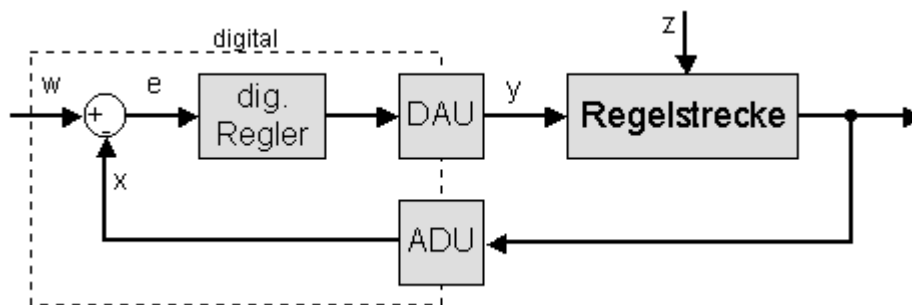 digital
z
w
e
dig.
Regler
DAU
y
Regelstrecke
+
-
x
ADU